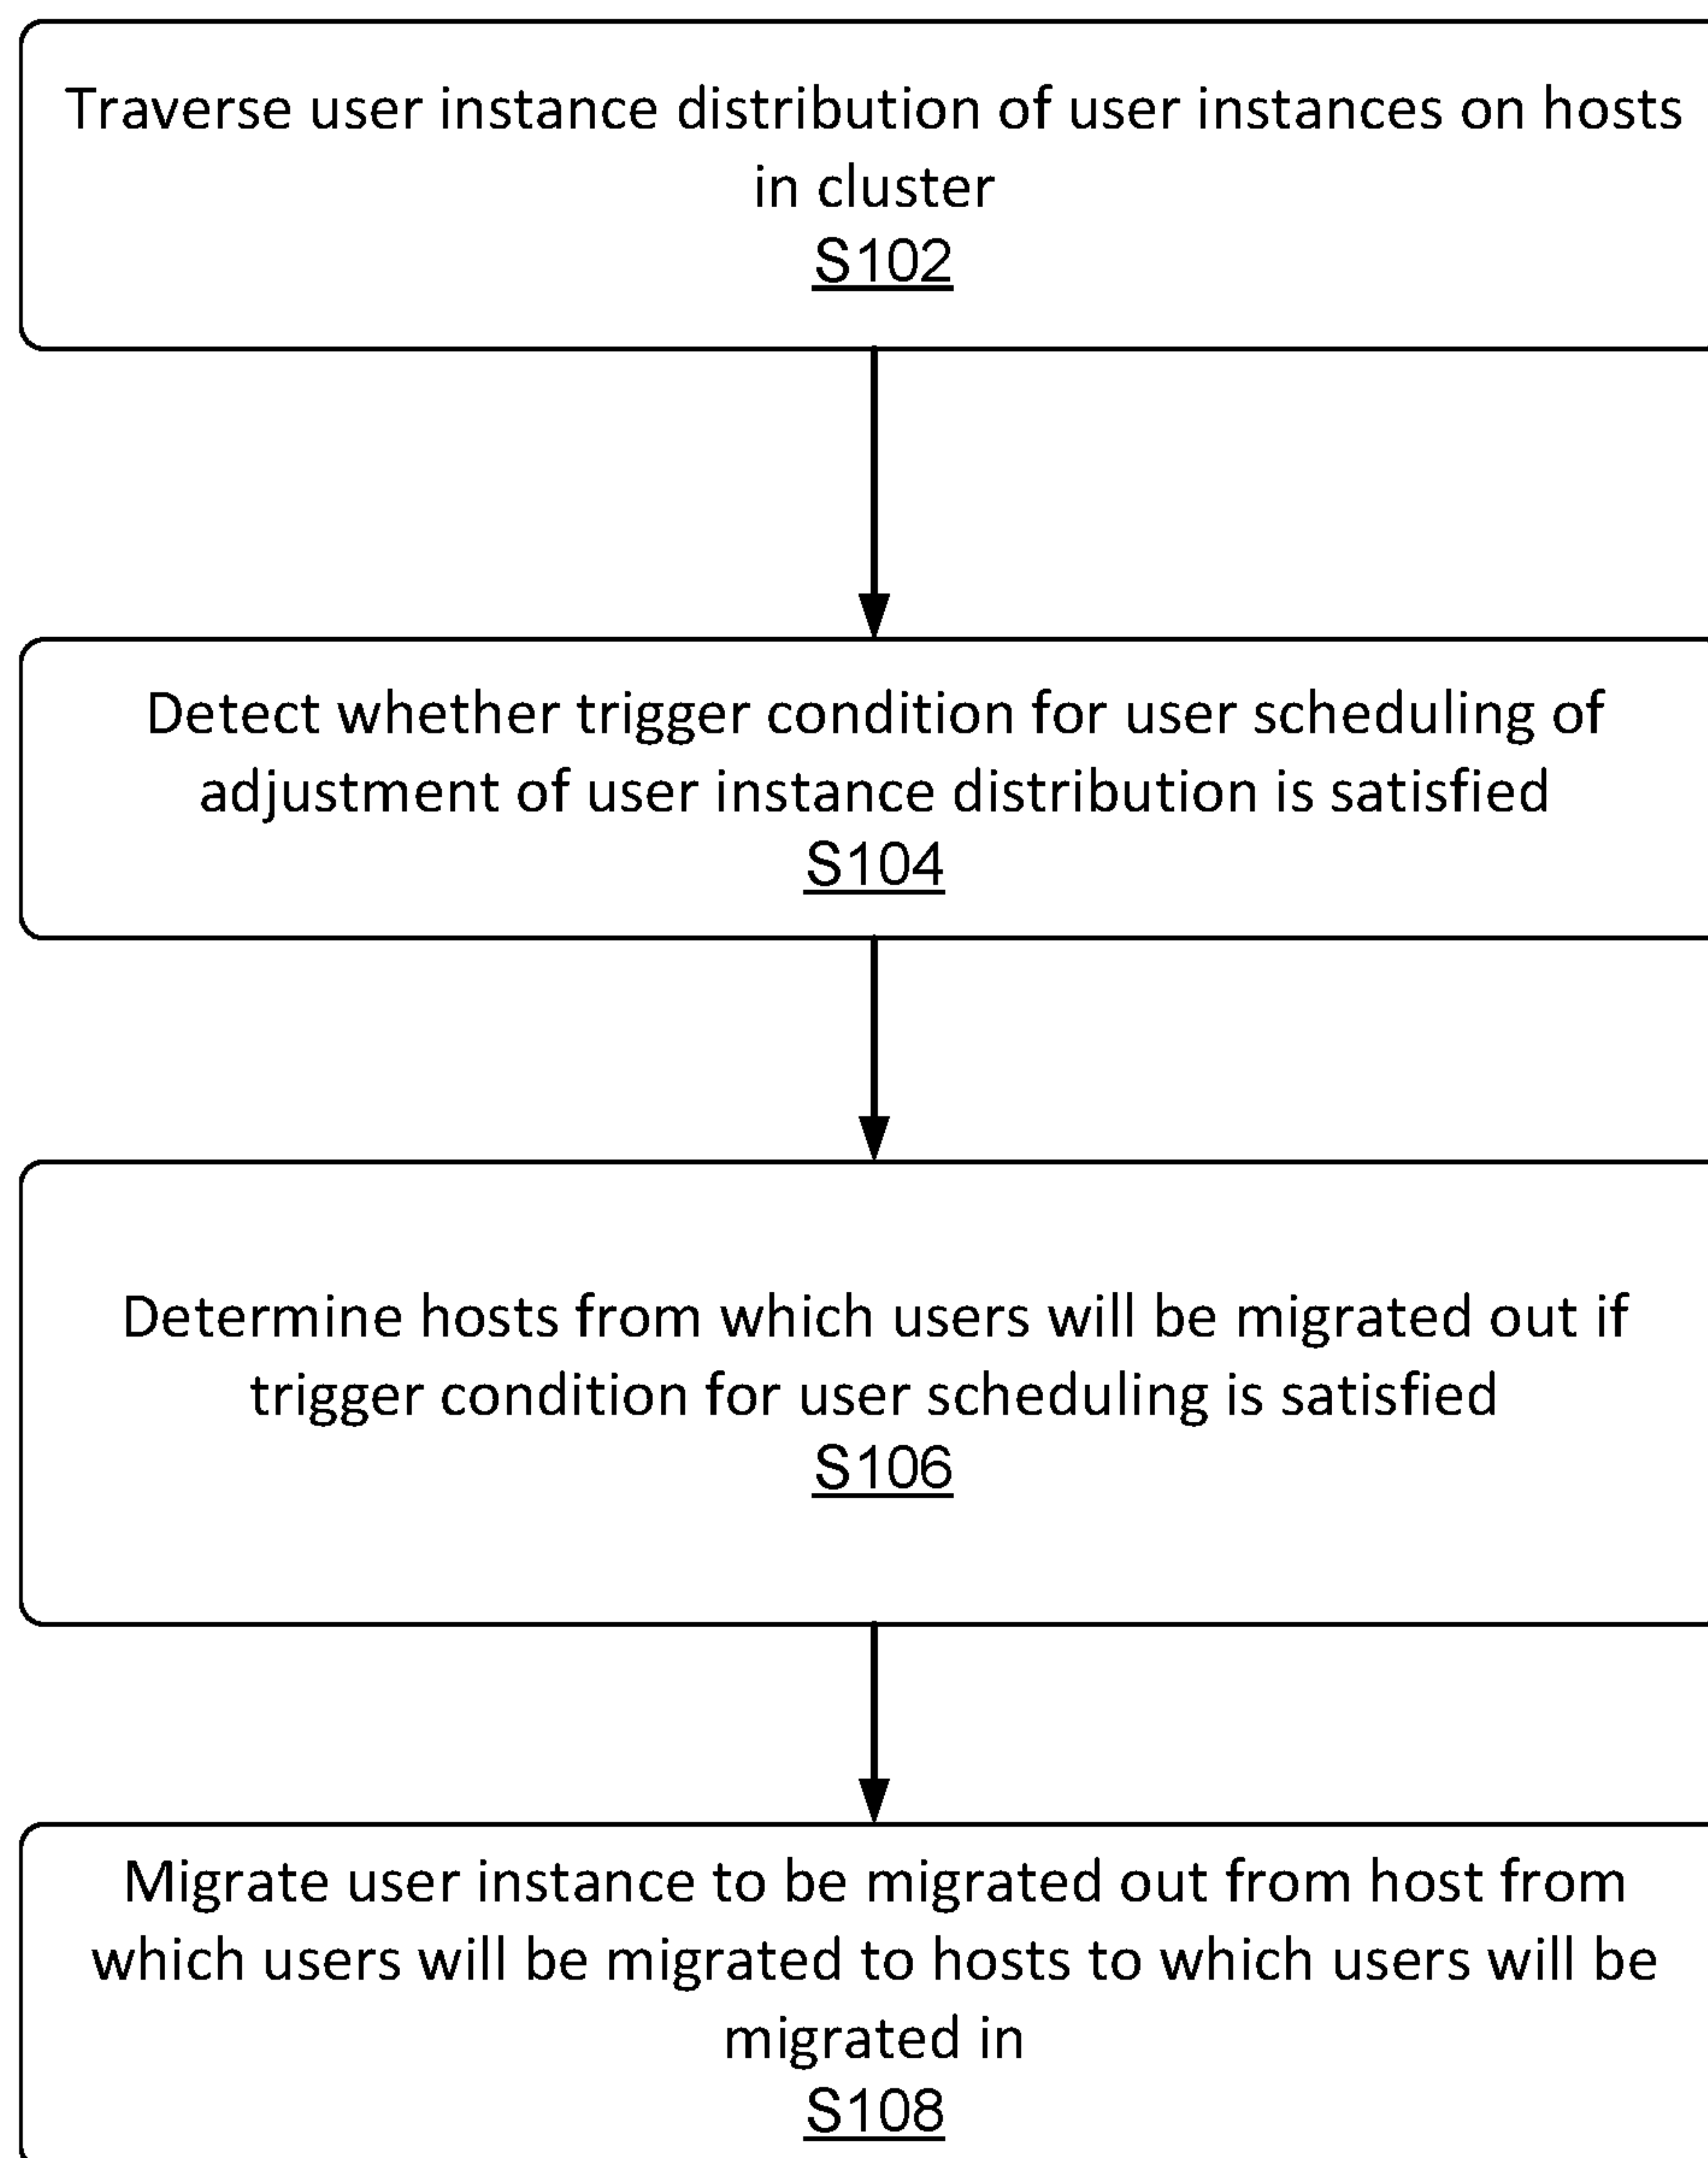 Traverse user instance distribution of user instances on hosts
in cluster
S102
Detect whether trigger condition for user scheduling of
adjustment of user instance distribution is satisfied
S104
Determine hosts from which users will be migrated out if
trigger condition for user scheduling is satisfied
S106
Migrate user instance to be migrated out from host from
which users will be migrated to hosts to which users will be
migrated in
S108